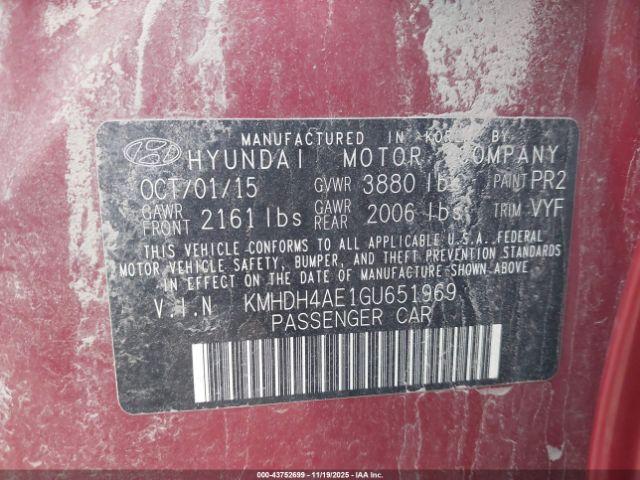 MANUFACTURED IN KOREA BY
HYUNDAI MOTOR COMPANY
OCT/01/15 GVWR 3880 lbs PAINT PR2
GAWR FRONT 2161 lbs GAWR REAR 2006 lbs TRIM VYF
THIS VEHICLE CONFORMS TO ALL APPLICABLE U.S.A. FEDERAL
MOTOR VEHICLE SAFETY, BUMPER, AND THEFT PREVENTION STANDARDS
IN EFFECT ON THE DATE OF MANUFACTURE SHOWN ABOVE.
V.I.N KMHDH4AE1GU651969
PASSENGER CAR
000-43752699 - 11/19/2025 - IAA, Inc.